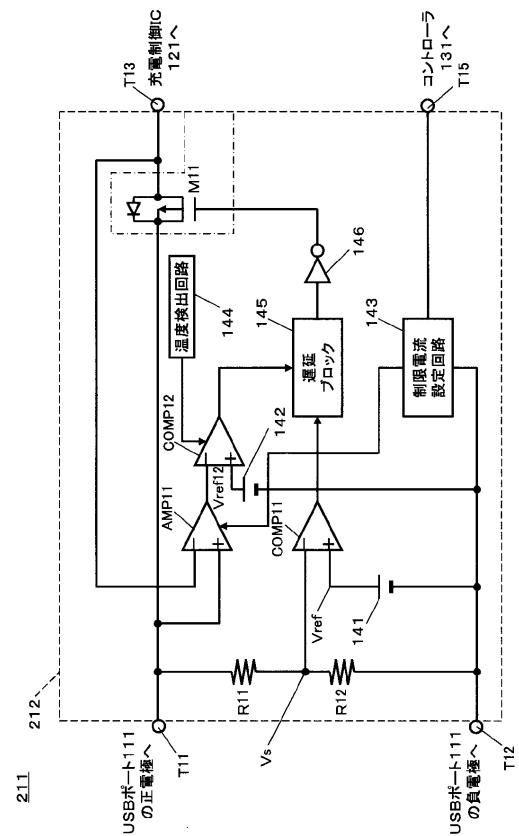 211
212
USBポート111
の正電極へ
T11
T13
充電制御IC
121へ
M11
温度検出回路
144
COMP12
AMP11
Vref12
142
145
遅延
ブロック
146
COMP11
Vref
141
R11
Vs
R12
143
制限電流
設定回路
コントローラ
131へ
T15
USBポート111
の負電極へ
T12